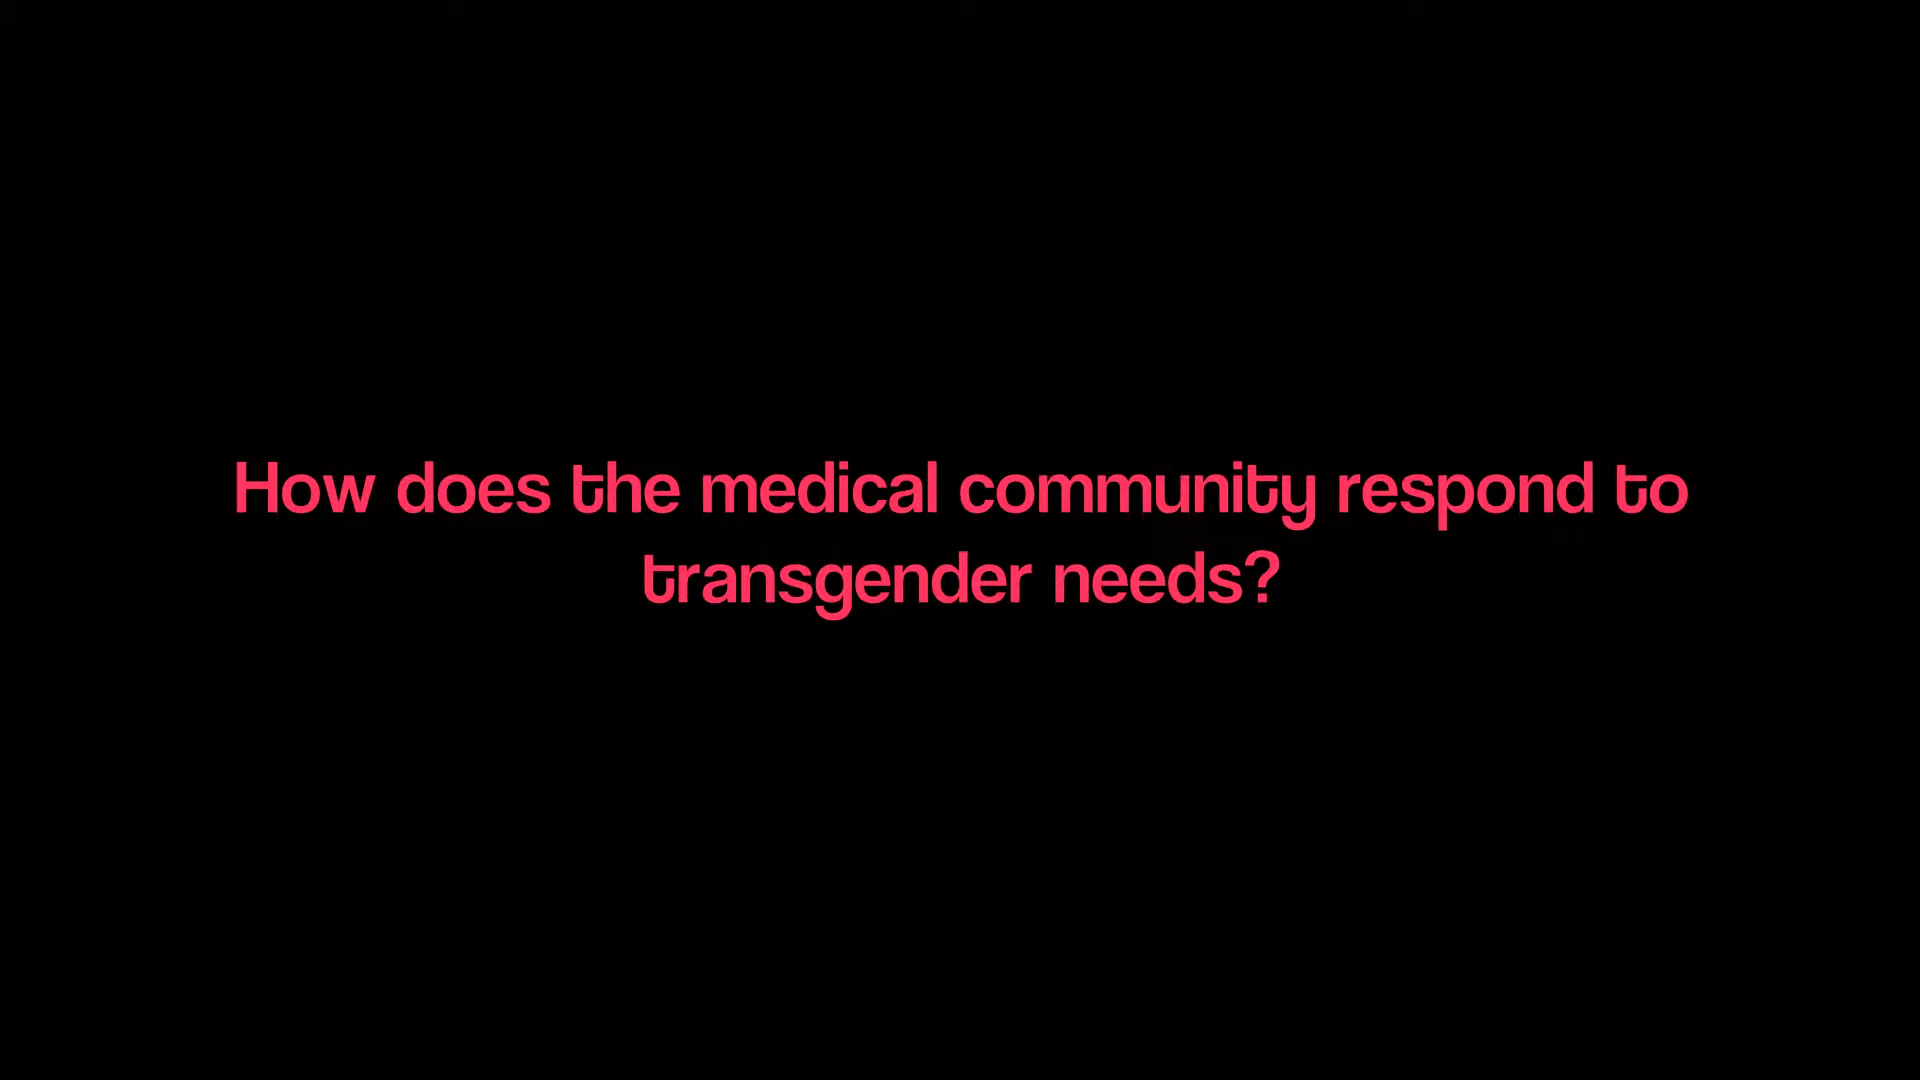 How does the medical community respond to
transgender needs?